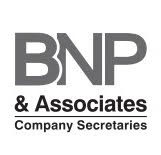 BNP
& Associates
Company Secretaries